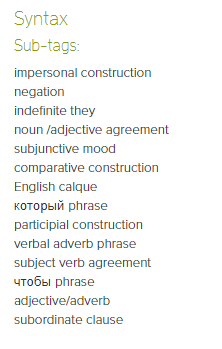 Syntax
Sub-tags:
impersonal construction
negation
indefinite they
noun /adjective agreement
subjunctive mood
comparative construction
English calque
который phrase
participial construction
verbal adverb phrase
subject verb agreement
чтобы phrase
adjective/adverb
subordinate clause